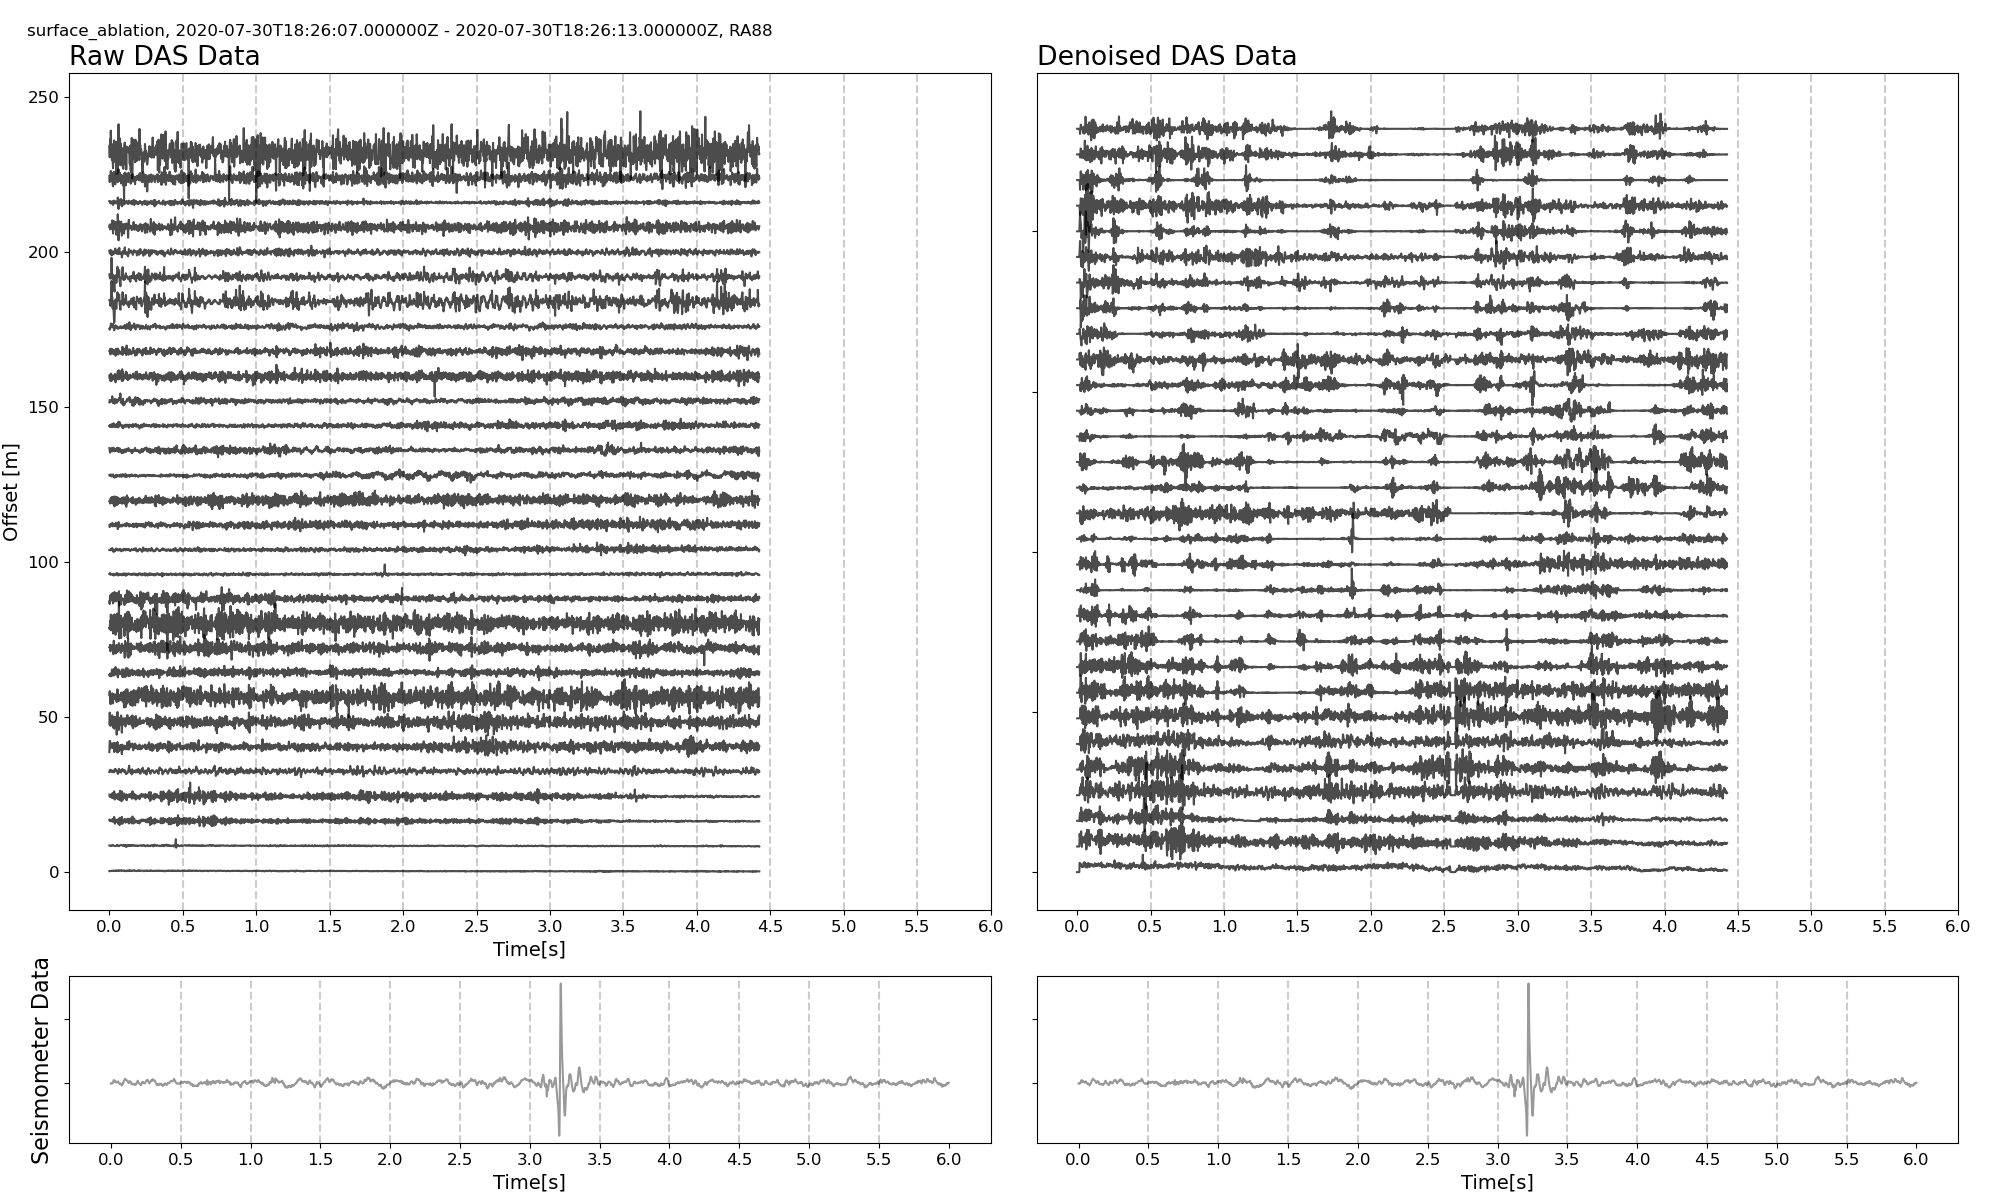 surface_ablation, 2020-07-30T18:26:07.000000Z - 2020-07-30T18:26:13.000000Z, RA88
Raw DAS Data
Denoised DAS Data
250
200
150
100
50
0
Offset [m]
0.0 0.5 1.0 1.5 2.0 2.5 3.0 3.5 4.0 4.5 5.0 5.5 6.0
Time[s]
0.0 0.5 1.0 1.5 2.0 2.5 3.0 3.5 4.0 4.5 5.0 5.5 6.0
Seismometer Data
0.0 0.5 1.0 1.5 2.0 2.5 3.0 3.5 4.0 4.5 5.0 5.5 6.0
Time[s]
0.0 0.5 1.0 1.5 2.0 2.5 3.0 3.5 4.0 4.5 5.0 5.5 6.0
Time[s]